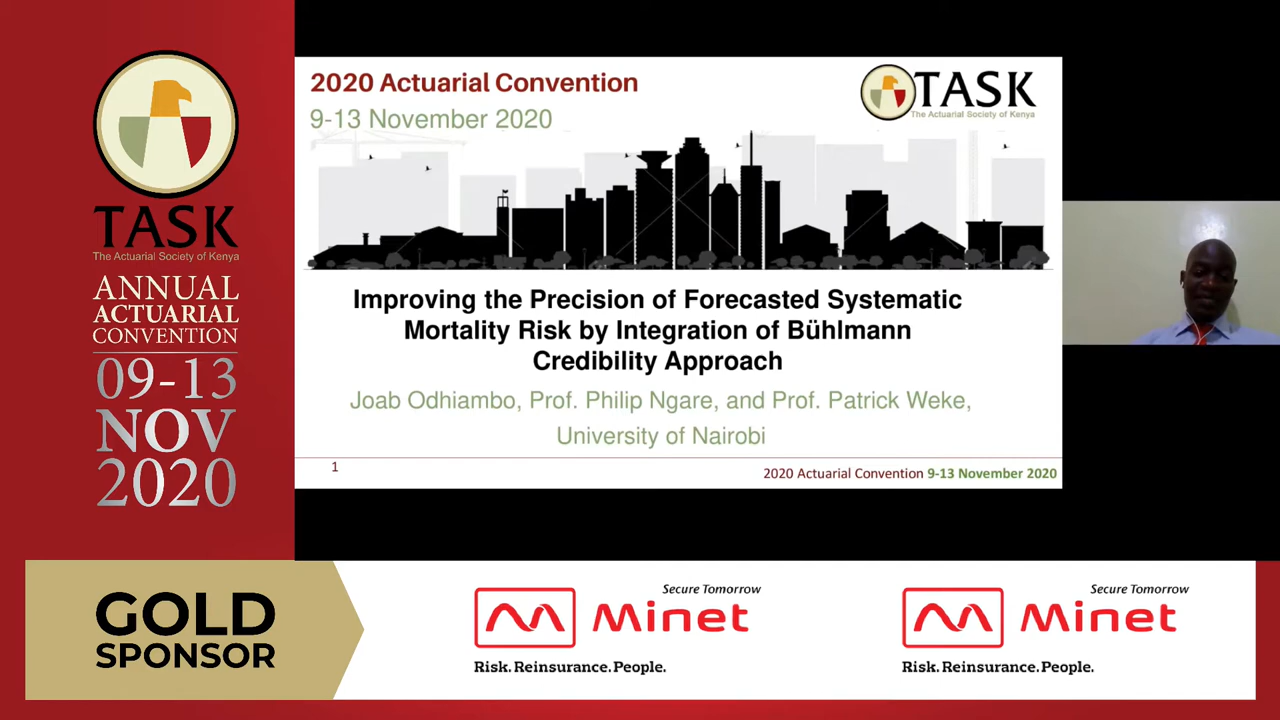 TASK
The Actuarial Society of Kenya
ANNUAL
ACTUARIAL
CONVENTION
09-13
NOV
2020
2020 Actuarial Convention
9-13 November 2020
TASK
The Actuarial Society of Kenya
Improving the Precision of Forecasted Systematic
Mortality Risk by Integration of Bühlmann
Credibility Approach
Joab Odhiambo, Prof. Philip Ngare, and Prof. Patrick Weke,
University of Nairobi
1
2020 Actuarial Convention 9-13 November 2020
GOLD
SPONSOR
Secure Tomorrow
Minet
Risk. Reinsurance. People.
Secure Tomorrow
Minet
Risk. Reinsurance. People.